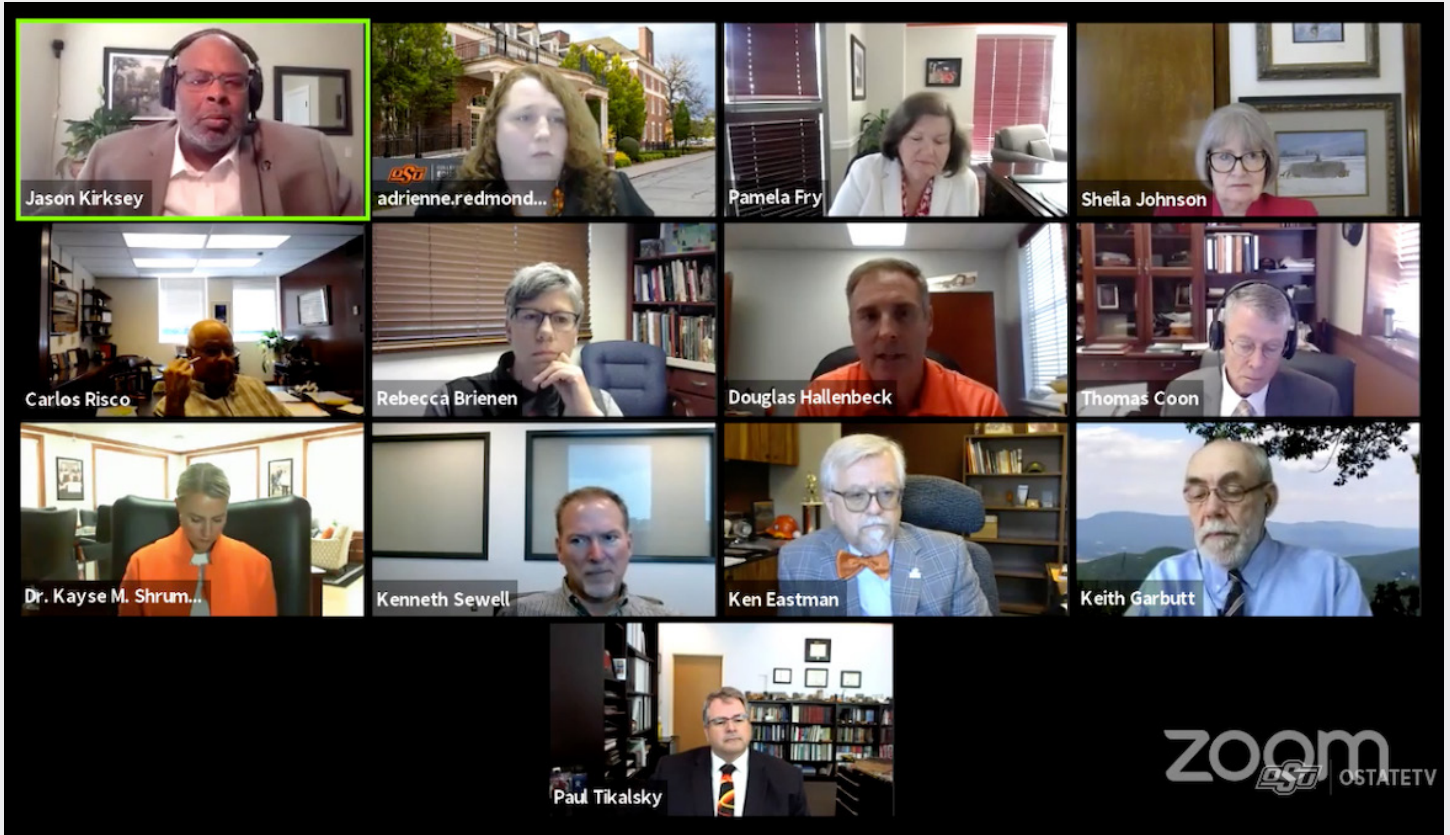 Jason Kirksey
adrienne.redmond...
OSU
Pamela Fry
Sheila Johnson
Carlos Risco
Rebecca Brienen
Douglas Hallenbeck
Thomas Coon
Dr. Kayse M. Shrum...
Kenneth Sewell
Ken Eastman
Keith Garbutt
Paul Tikalsky
zoom
OSU OSTATETV